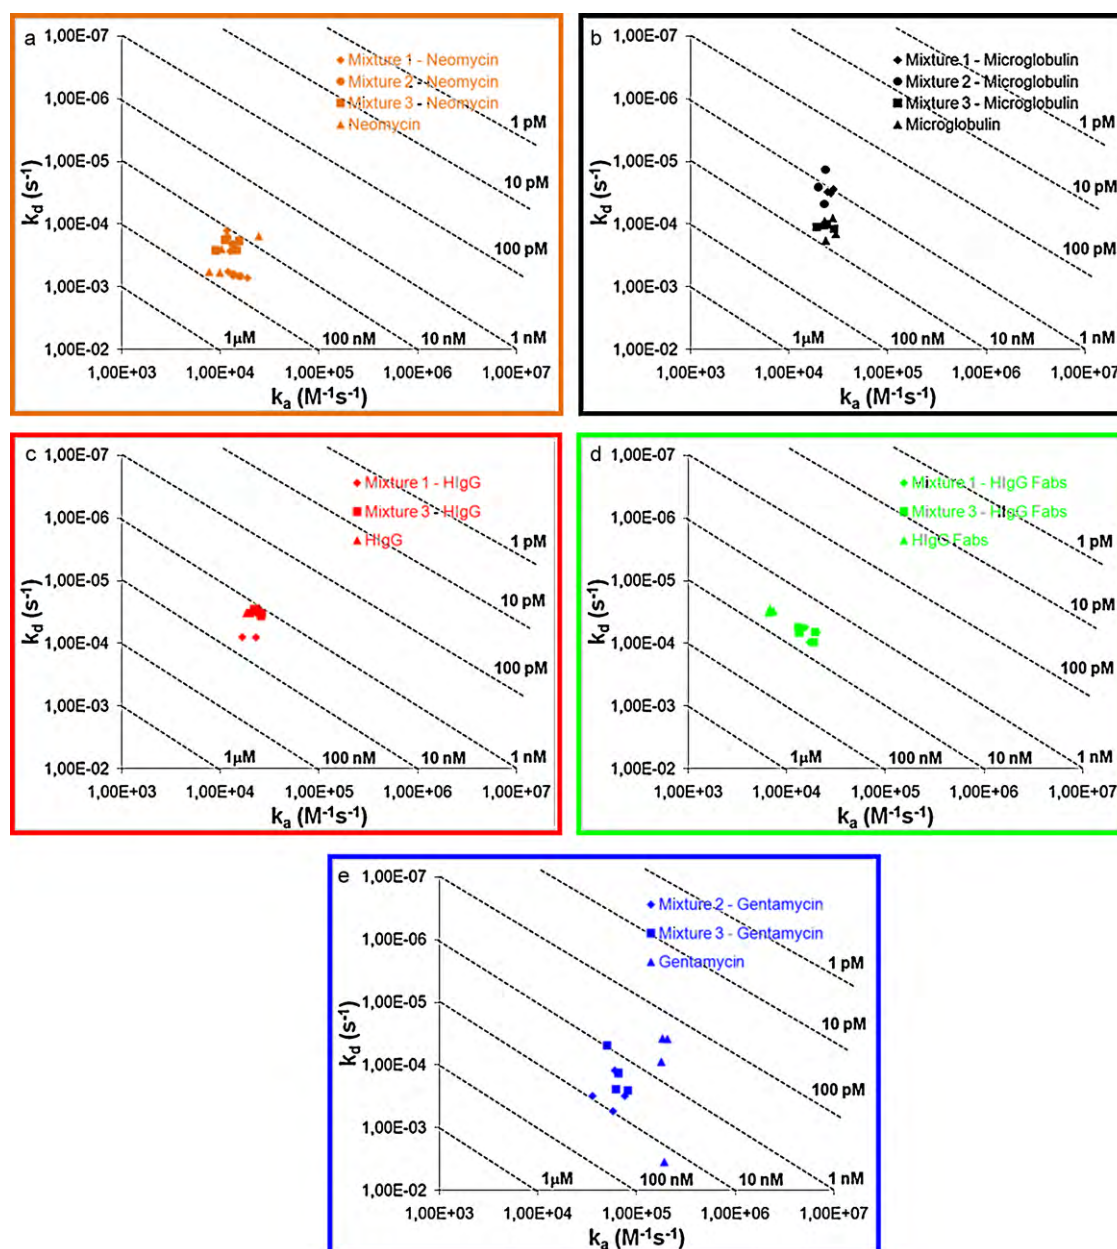 a
1,00E-07
1,00E-06
1,00E-05
1,00E-04
1,00E-03
1,00E-02
kd (s-1)
Mixture 1 - Neomycin
Mixture 2 - Neomycin
Mixture 3 - Neomycin
Neomycin
1 pM
10 pM
100 pM
1µM
100 nM
10 nM
1 nM
1,00E+03
1,00E+04
1,00E+05
1,00E+06
1,00E+07
ka (M-1s-1)
b
1,00E-07
1,00E-06
1,00E-05
1,00E-04
1,00E-03
1,00E-02
kd (s-1)
Mixture 1 - Microglobulin
Mixture 2 - Microglobulin
Mixture 3 - Microglobulin
Microglobulin
1 pM
10 pM
100 pM
1µM
100 nM
10 nM
1 nM
1,00E+03
1,00E+04
1,00E+05
1,00E+06
1,00E+07
ka (M-1s-1)
c
1,00E-07
1,00E-06
1,00E-05
1,00E-04
1,00E-03
1,00E-02
kd (s-1)
Mixture 1 - HIgG
Mixture 3 - HIgG
HIgG
1 pM
10 pM
100 pM
1µM
100 nM
10 nM
1 nM
1,00E+03
1,00E+04
1,00E+05
1,00E+06
1,00E+07
ka (M-1s-1)
d
1,00E-07
1,00E-06
1,00E-05
1,00E-04
1,00E-03
1,00E-02
kd (s-1)
Mixture 1 - HIgG Fabs
Mixture 3 - HIgG Fabs
HIgG Fabs
1 pM
10 pM
100 pM
1µM
100 nM
10 nM
1 nM
1,00E+03
1,00E+04
1,00E+05
1,00E+06
1,00E+07
ka (M-1s-1)
e
1,00E-07
1,00E-06
1,00E-05
1,00E-04
1,00E-03
1,00E-02
kd (s-1)
Mixture 2 - Gentamycin
Mixture 3 - Gentamycin
Gentamycin
1 pM
10 pM
100 pM
1µM
100 nM
10 nM
1 nM
1,00E+03
1,00E+04
1,00E+05
1,00E+06
1,00E+07
ka (M-1s-1)